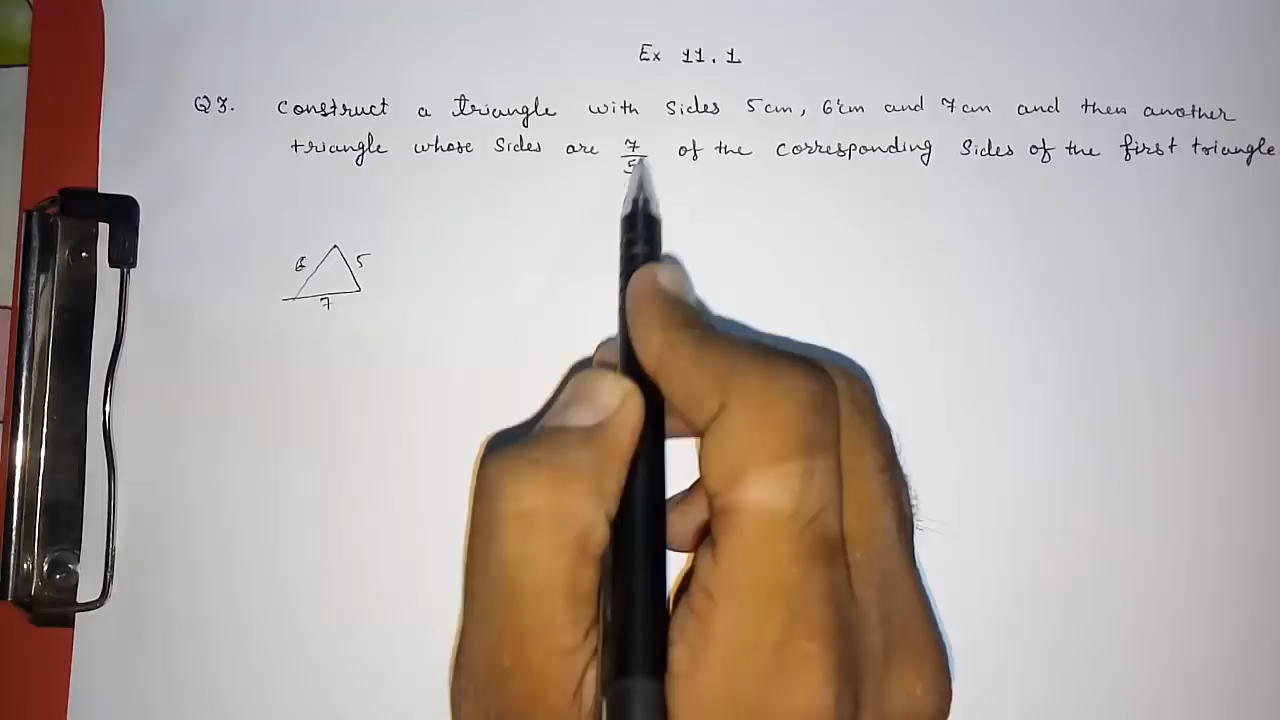 Ex 11.1
Q3. Construct a triangle with sides 5cm, 6cm and 7cm and then another
triangle whose sides are 7/5 of the corresponding sides of the first triangle
6 5
7